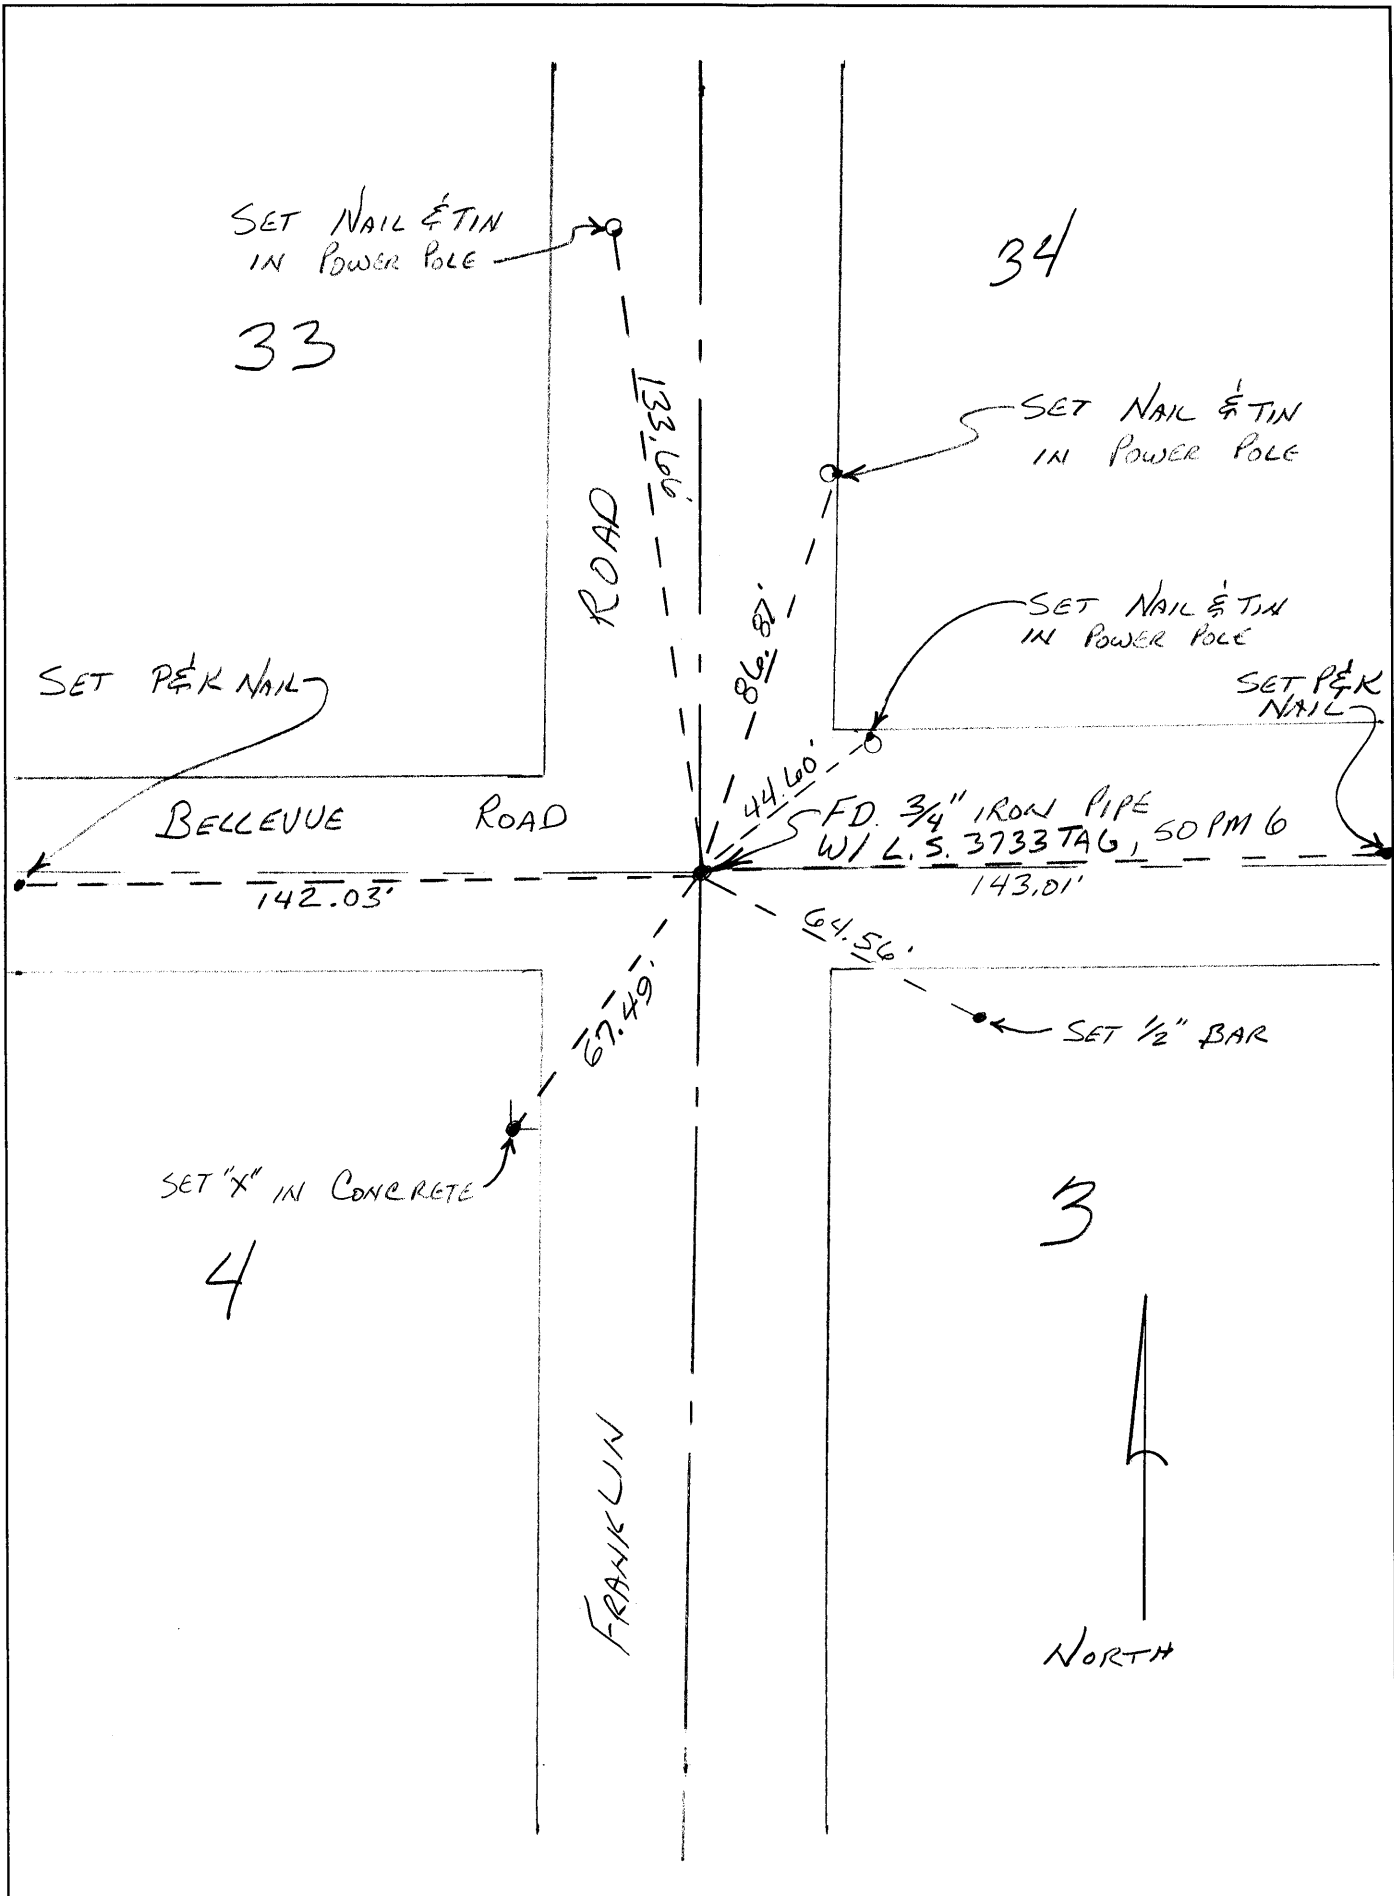 SET NAIL & TIN
IN POWER POLE
33
34
133.66'
SET NAIL & TIN
IN POWER POLE
ROAD
86.81'
SET NAIL & TIN
IN POWER POLE
SET P&K NAIL
SET P&K
NAIL
44.60'
BELLEVUE ROAD
FD. 3/4" IRON PIPE
W/ L.S. 3733 TAG, 50 PM 6
142.03'
143.01'
64.56'
67.49'
SET 1/2" BAR
SET "X" IN CONCRETE
4
3
FRANKLIN
NORTH